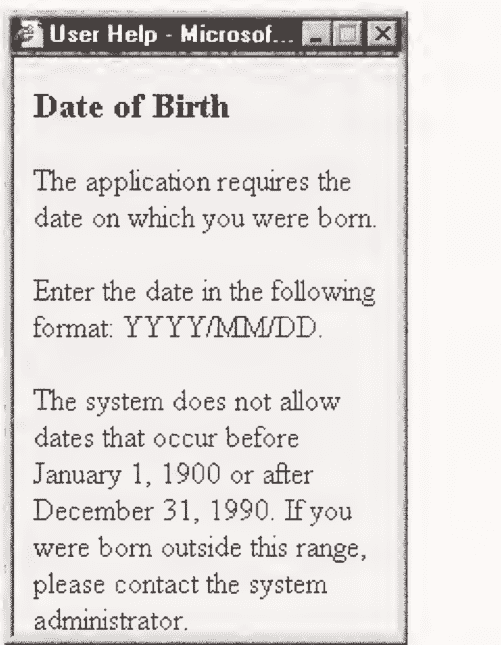 User Help - Microsof...
Date of Birth
The application requires the
date on which you were born.
Enter the date in the following
format: YYYY/MM/DD.
The system does not allow
dates that occur before
January 1, 1900 or after
December 31, 1990. If you
were born outside this range,
please contact the system
administrator.